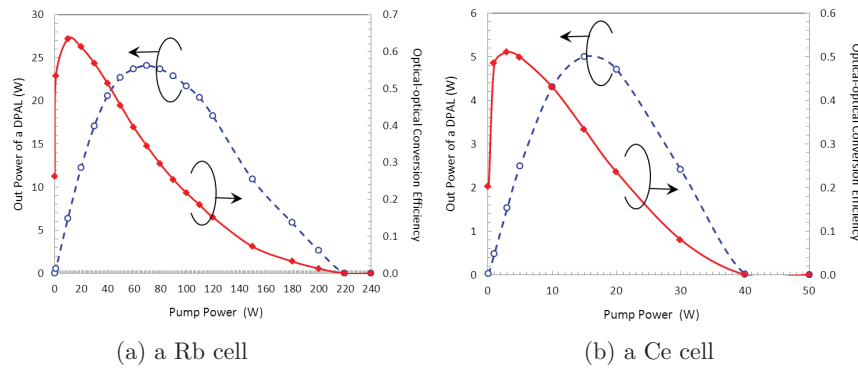 30
25
20
15
10
5
0
0.7
0.6
0.5
0.4
0.3
0.2
0.1
0.0
0 20 40 60 80 100 120 140 160 180 200 220 240
Out Power of a DPAL (W)
Optical-optical Conversion Efficiency
Pump Power (W)
(a) a Rb cell
6
5
4
3
2
1
0
0.6
0.5
0.4
0.3
0.2
0.1
0.0
0 10 20 30 40 50
Out Power of a DPAL (W)
Optical-optical Conversion Efficiency
Pump Power (W)
(b) a Ce cell